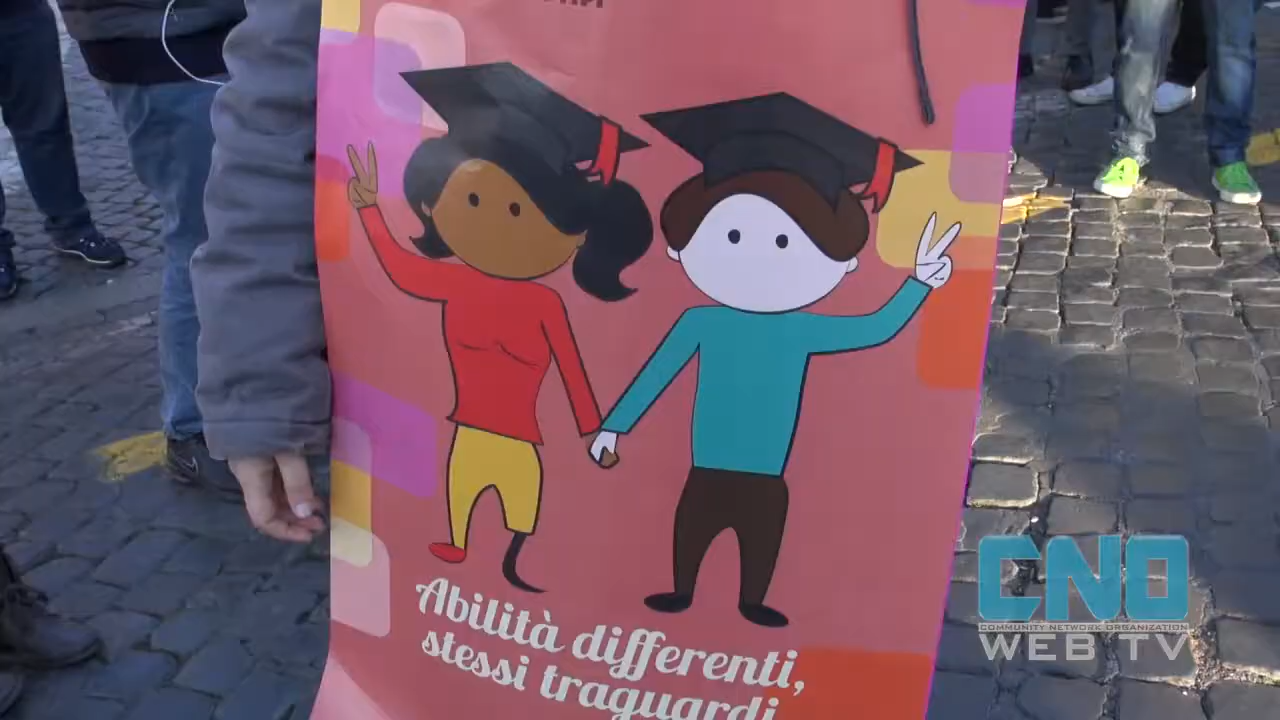 Abilità differenti,
stessi traguardi
CNO
COMMUNITY NETWORK ORGANIZATION
WEB TV